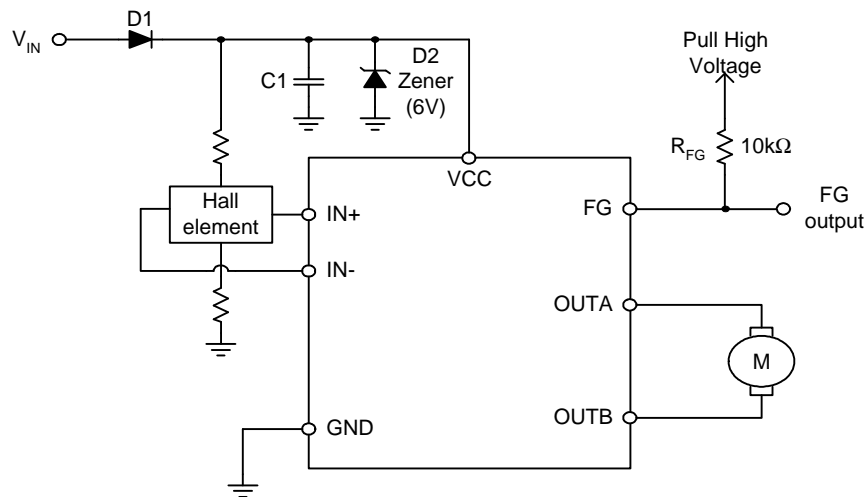 D1
V_IN
C1
D2
Zener
(6V)
Pull High
Voltage
R_FG 10kΩ
VCC
Hall
element
IN+
IN-
GND
FG
FG
output
OUTA
M
OUTB